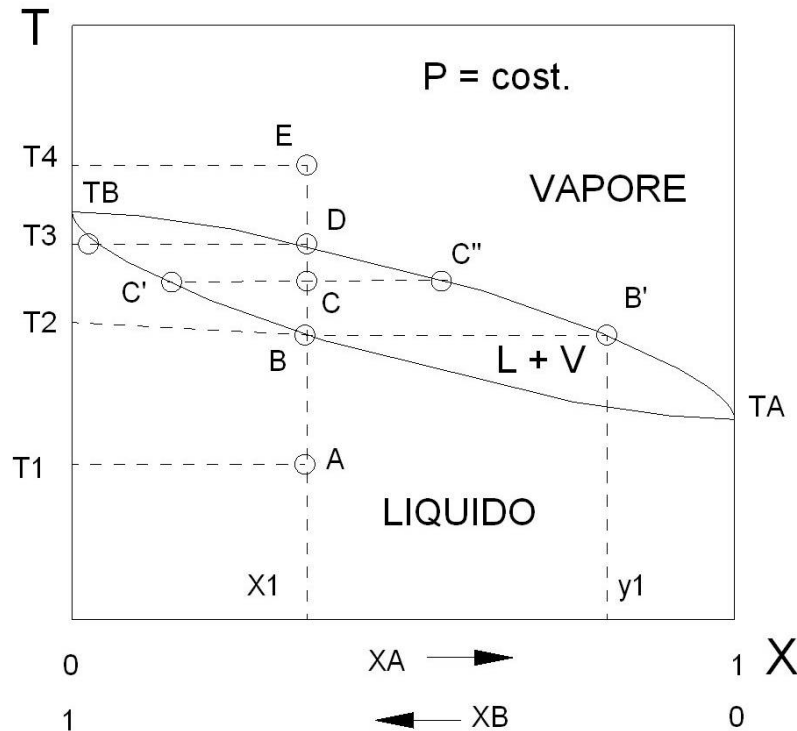 T
P = cost.
E
T4
TB
VAPORE
D
T3
C"
C'
C
B'
T2
B
L + V
TA
A
T1
LIQUIDO
X1
y1
0
XA
1
X
1
XB
0